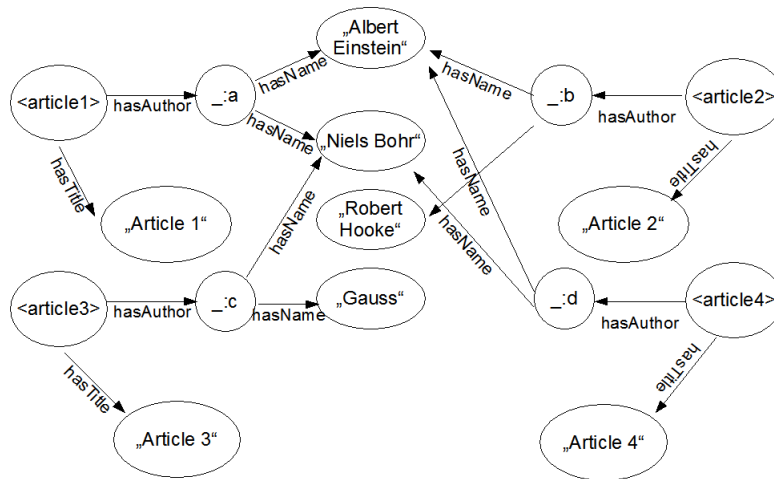 „Albert
Einstein“
hasName
hasName
<article1>
hasAuthor
_:a
_:b
hasAuthor
<article2>
hasName
„Niels Bohr“
hasTitle
hasTitle
„Article 1“
hasName
hasName
„Robert
Hooke“
„Article 2“
hasName
<article3>
hasAuthor
_:c
hasName
„Gauss“
_:d
hasAuthor
<article4>
hasTitle
hasTitle
„Article 3“
„Article 4“